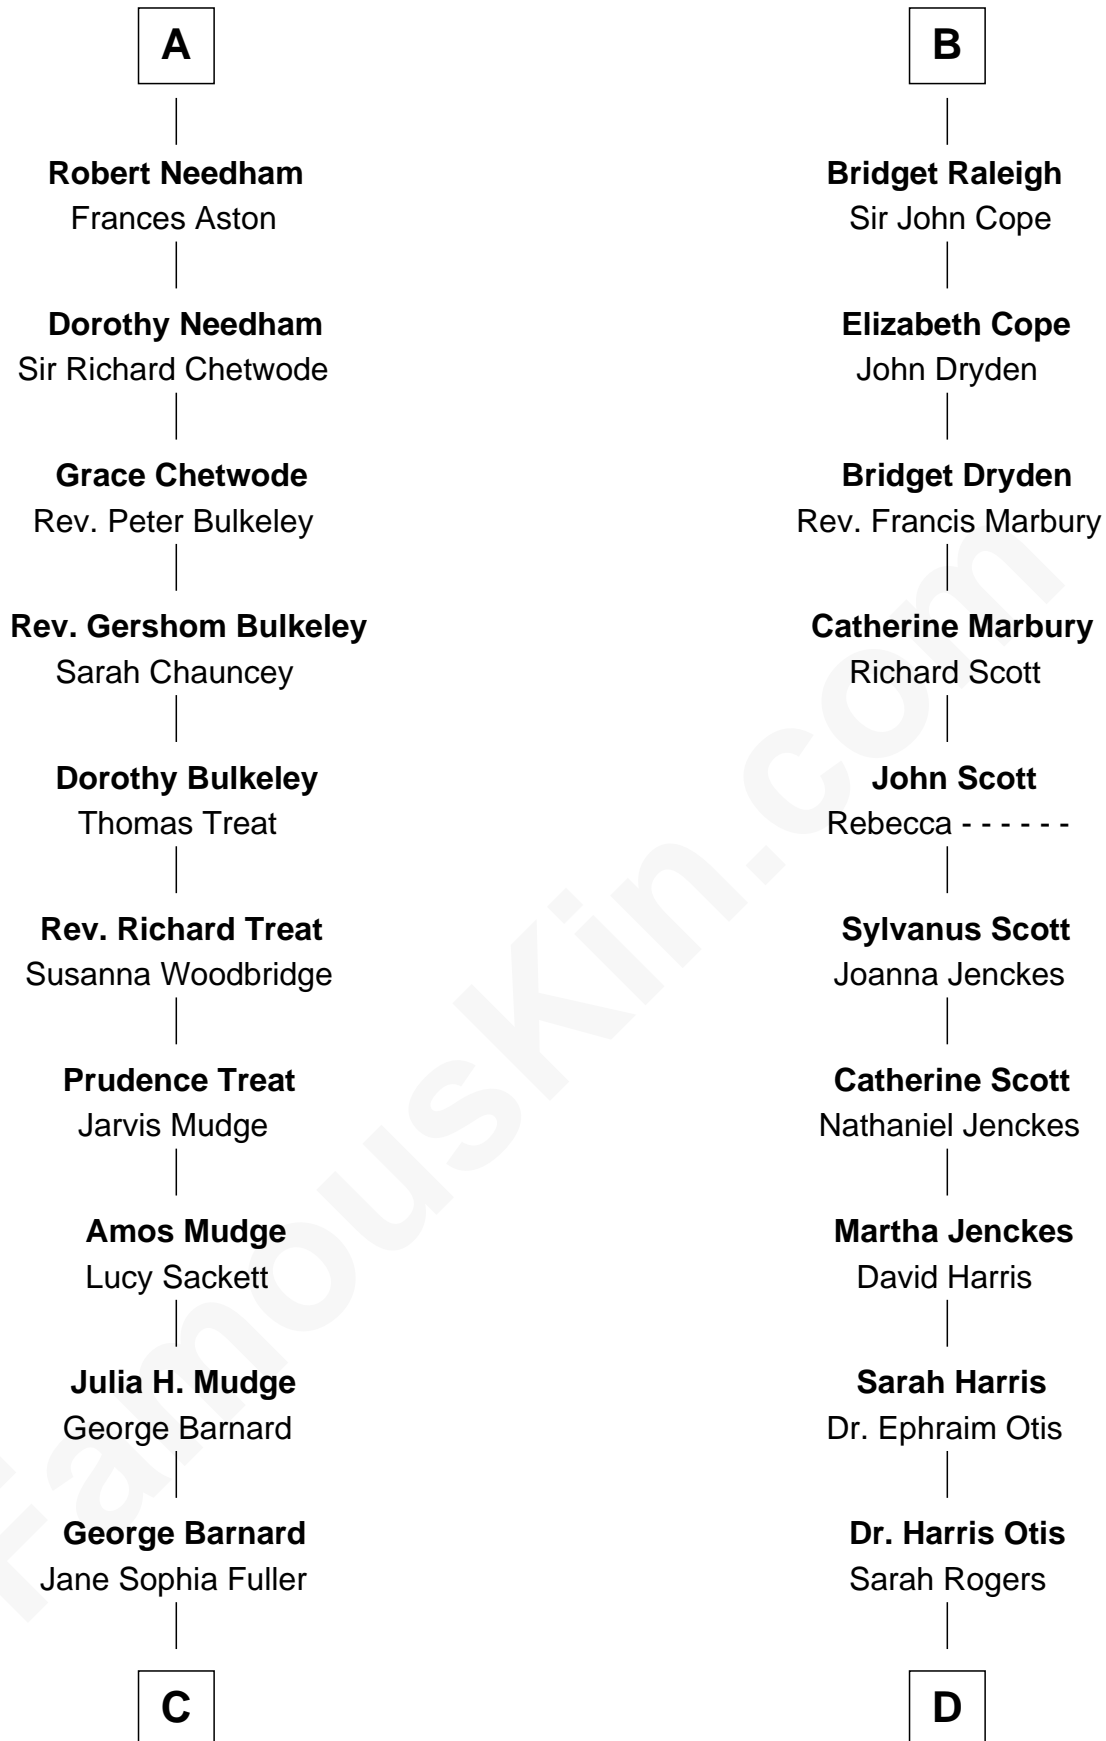 A
Robert Needham
Frances Aston
Dorothy Needham
Sir Richard Chetwode
Grace Chetwode
Rev. Peter Bulkeley
Rev. Gershom Bulkeley
Sarah Chauncey
Dorothy Bulkeley
Thomas Treat
Rev. Richard Treat
Susanna Woodbridge
Prudence Treat
Jarvis Mudge
Amos Mudge
Lucy Sackett
Julia H. Mudge
George Barnard
George Barnard
Jane Sophia Fuller
C
B
Bridget Raleigh
Sir John Cope
Elizabeth Cope
John Dryden
Bridget Dryden
Rev. Francis Marbury
Catherine Marbury
Richard Scott
John Scott
Rebecca - - - - - -
Sylvanus Scott
Joanna Jenckes
Catherine Scott
Nathaniel Jenckes
Martha Jenckes
David Harris
Sarah Harris
Dr. Ephraim Otis
Dr. Harris Otis
Sarah Rogers
D
FamousKin.com